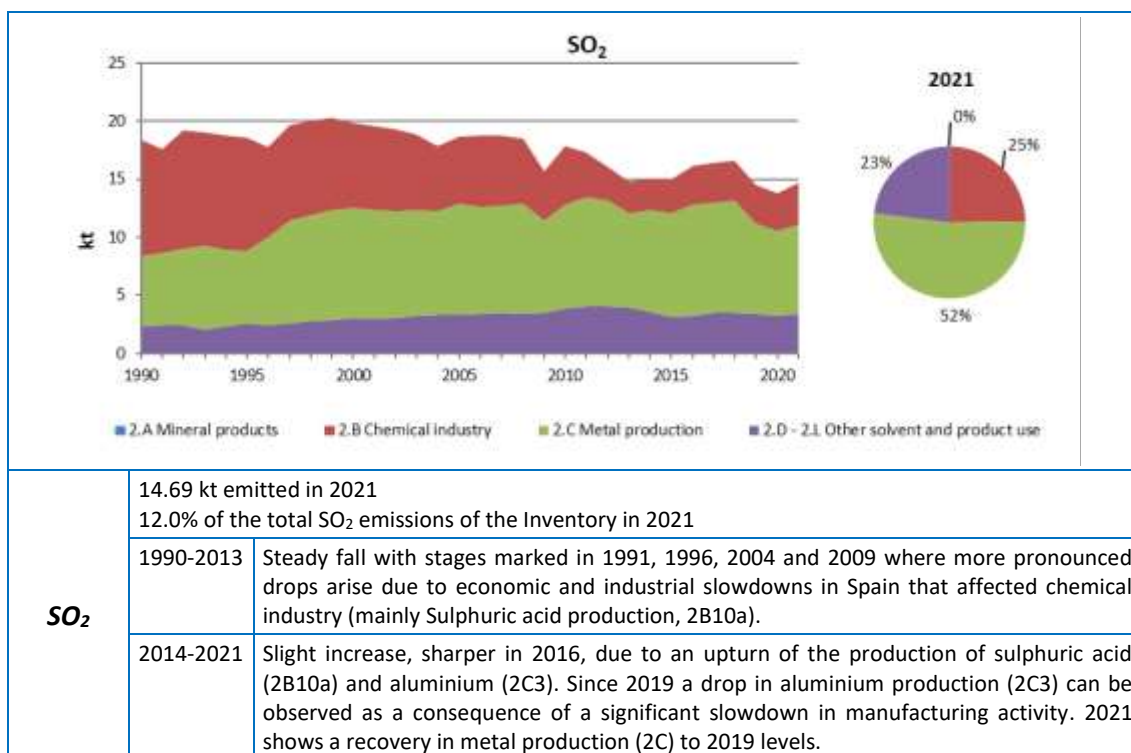 SO₂
25
20
15
10
5
0
kt
1990
1995
2000
2005
2010
2015
2020
2021
0%
25%
23%
52%
2.A Mineral products 2.B Chemical industry 2.C Metal production 2.D - 2.L Other solvent and product use
SO₂
14.69 kt emitted in 2021
12.0% of the total SO₂ emissions of the Inventory in 2021
1990-2013 Steady fall with stages marked in 1991, 1996, 2004 and 2009 where more pronounced
drops arise due to economic and industrial slowdowns in Spain that affected chemical
industry (mainly Sulphuric acid production, 2B10a).
2014-2021 Slight increase, sharper in 2016, due to an upturn of the production of sulphuric acid
(2B10a) and aluminium (2C3). Since 2019 a drop in aluminium production (2C3) can be
observed as a consequence of a significant slowdown in manufacturing activity. 2021
shows a recovery in metal production (2C) to 2019 levels.